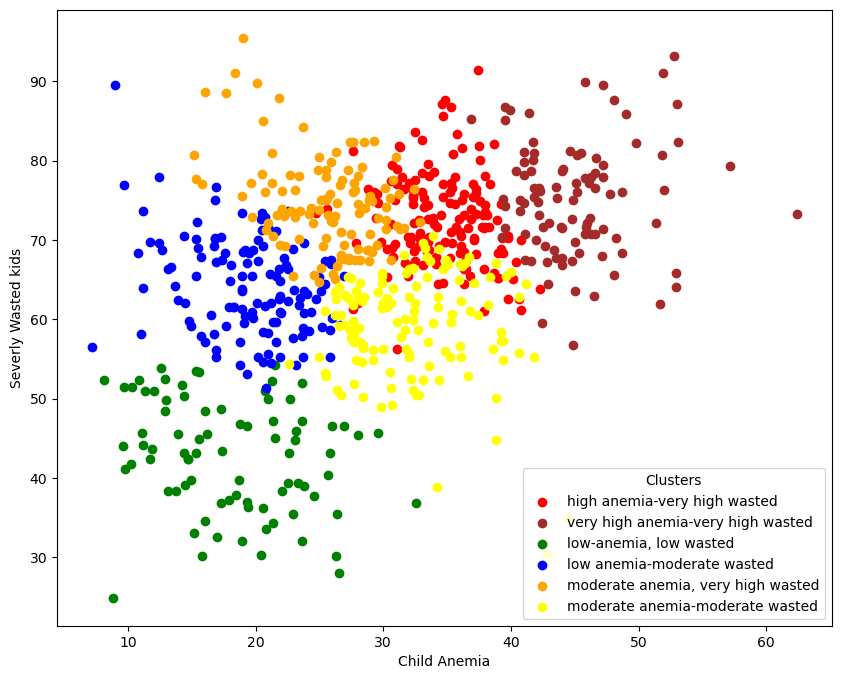 90
80
70
60
50
40
30
Severly Wasted kids
10 20 30 40 50 60
Child Anemia
Clusters
high anemia-very high wasted
very high anemia-very high wasted
low-anemia, low wasted
low anemia-moderate wasted
moderate anemia, very high wasted
moderate anemia-moderate wasted